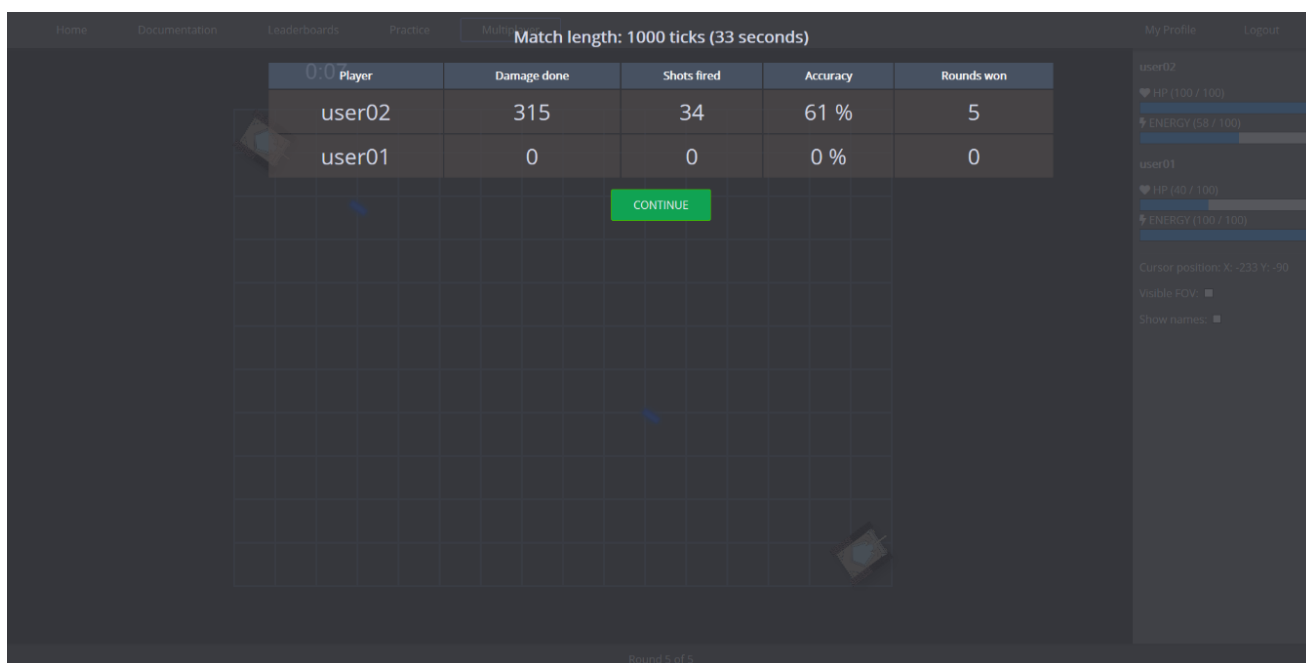 Home Documentation Leaderboards Practice Multiplayer My Profile Logout
Match length: 1000 ticks (33 seconds)
0:07
Player Damage done Shots fired Accuracy Rounds won
user02 315 34 61 % 5
user01 0 0 0 % 0
CONTINUE
user02
HP (100 / 100)
ENERGY (58 / 100)
user01
HP (40 / 100)
ENERGY (100 / 100)
Cursor position: X: -233 Y: -90
Visible FOV:
Show names:
Round 5 of 5